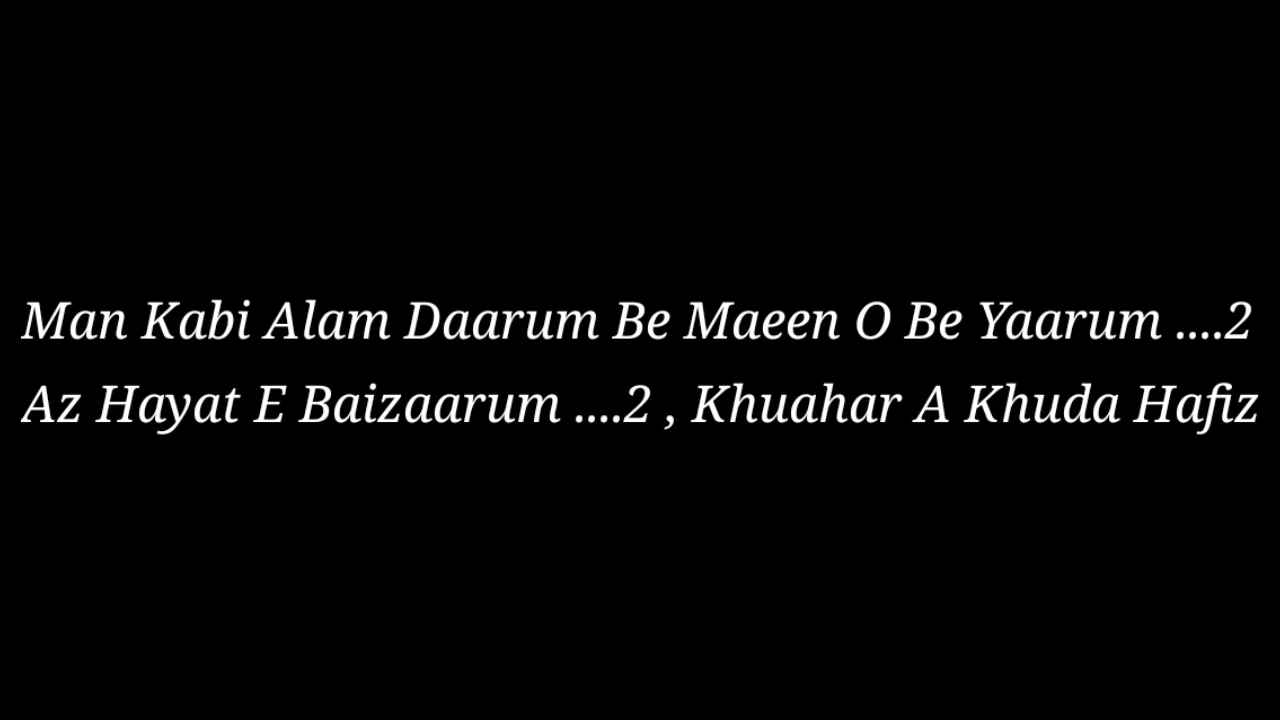 Man Kabi Alam Daarum Be Maeen O Be Yaarum ....2
Az Hayat E Baizaarum ....2 , Khuahar A Khuda Hafiz